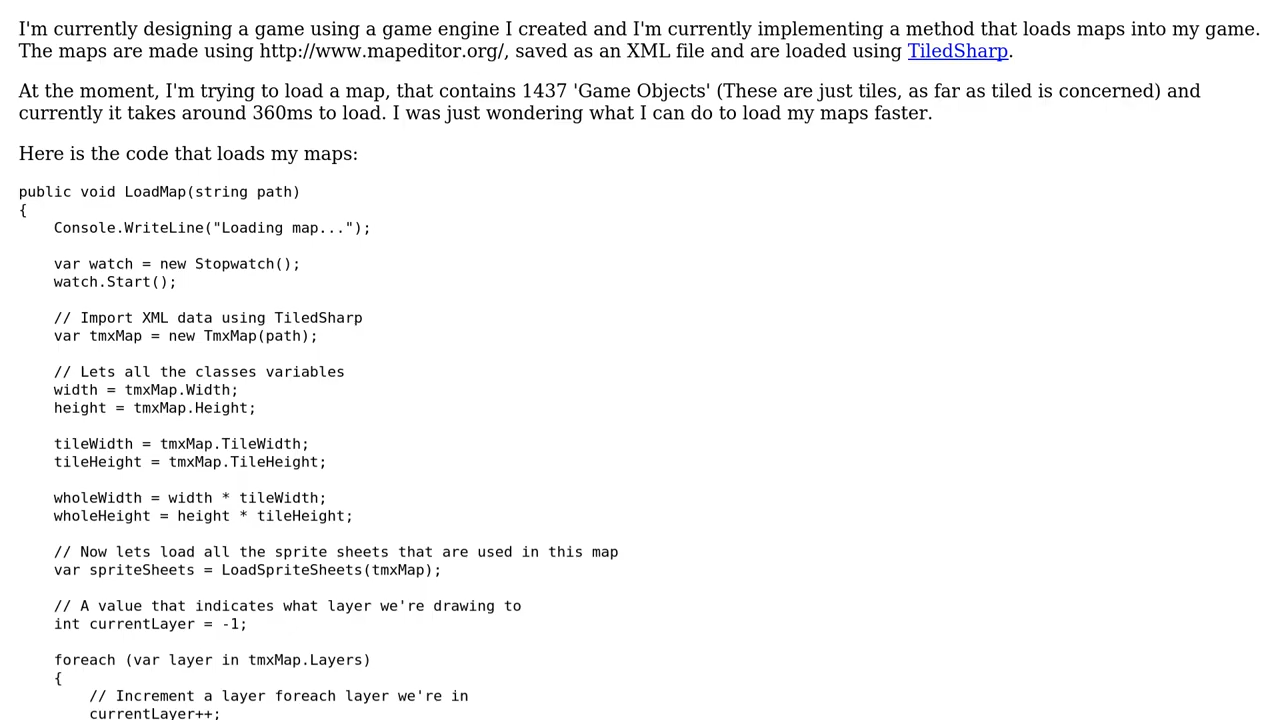 I'm currently designing a game using a game engine I created and I'm currently implementing a method that loads maps into my game.
The maps are made using http://www.mapeditor.org/, saved as an XML file and are loaded using TiledSharp.
At the moment, I'm trying to load a map, that contains 1437 'Game Objects' (These are just tiles, as far as tiled is concerned) and
currently it takes around 360ms to load. I was just wondering what I can do to load my maps faster.
Here is the code that loads my maps:
public void LoadMap(string path)
{
    Console.WriteLine("Loading map...");
    var watch = new Stopwatch();
    watch.Start();
    // Import XML data using TiledSharp
    var tmxMap = new TmxMap(path);
    // Lets all the classes variables
    width = tmxMap.Width;
    height = tmxMap.Height;
    tileWidth = tmxMap.TileWidth;
    tileHeight = tmxMap.TileHeight;
    wholeWidth = width * tileWidth;
    wholeHeight = height * tileHeight;
    // Now lets load all the sprite sheets that are used in this map
    var spriteSheets = LoadSpriteSheets(tmxMap);
    // A value that indicates what layer we're drawing to
    int currentLayer = -1;
    foreach (var layer in tmxMap.Layers)
    {
        // Increment a layer foreach layer we're in
        currentLayer++;